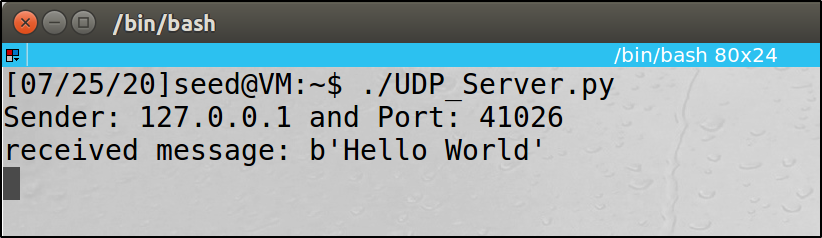 /bin/bash
/bin/bash 80x24
[07/25/20]seed@VM:~$ ./UDP_Server.py
Sender: 127.0.0.1 and Port: 41026
received message: b'Hello World'